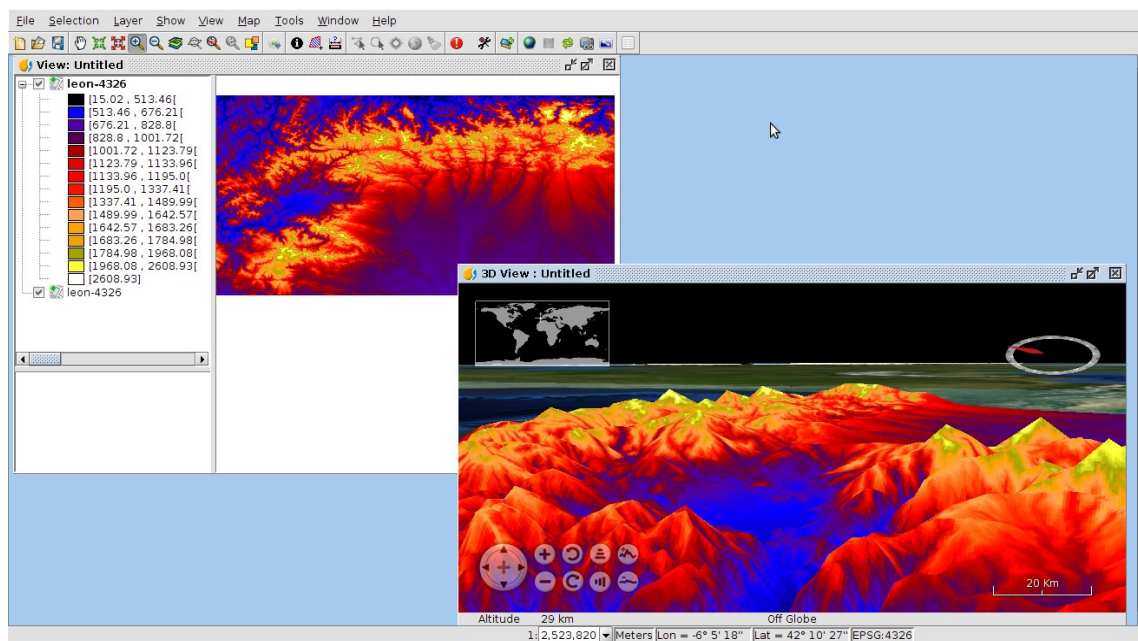 File Selection Layer Show View Map Tools Window Help
View: Untitled
leon-4326
[15.02 , 513.46[
[513.46 , 676.21[
[676.21 , 828.8[
[828.8 , 1001.72[
[1001.72 , 1123.79[
[1123.79 , 1133.96[
[1133.96 , 1195.0[
[1195.0 , 1337.41[
[1337.41 , 1489.99[
[1489.99 , 1642.57[
[1642.57 , 1683.26[
[1683.26 , 1784.98[
[1784.98 , 1968.08[
[1968.08 , 2608.93[
[2608.93]
leon-4326
3D View : Untitled
20 Km
Altitude 29 km Off Globe
1: 2,523,820 Meters Lon = -6° 5' 18" Lat = 42° 10' 27" EPSG:4326